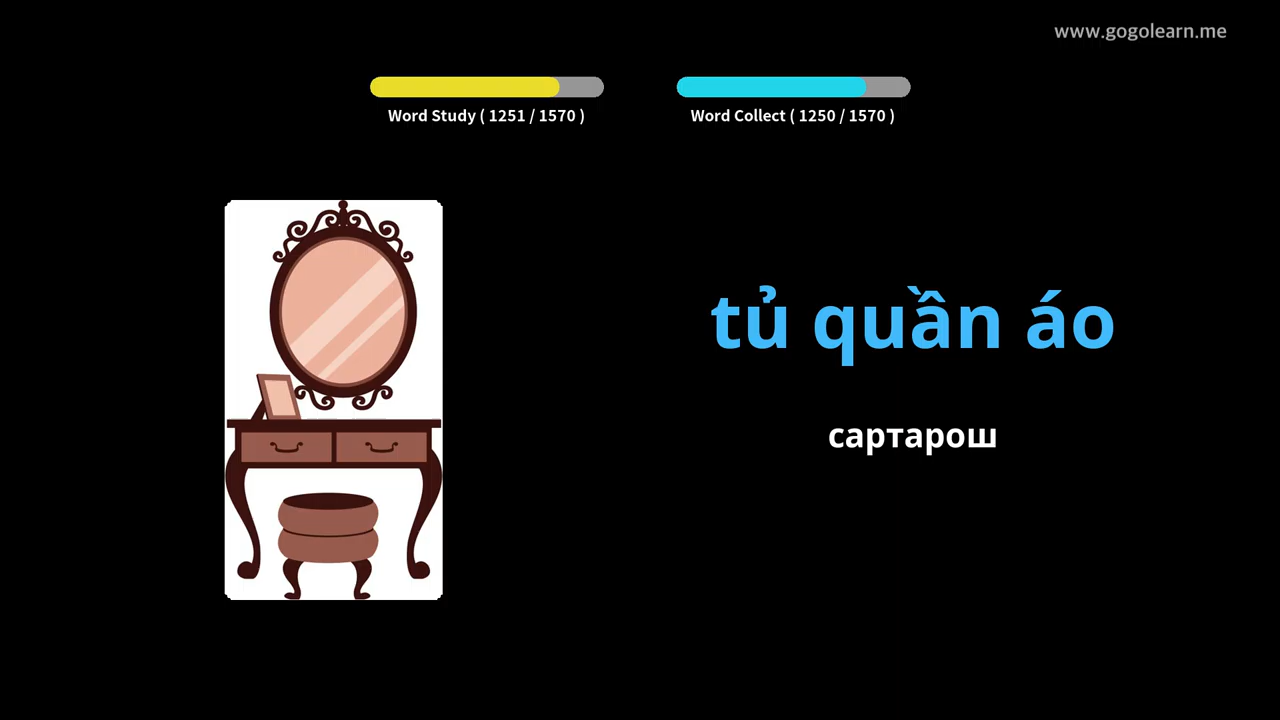 www.gogolearn.me
Word Study ( 1251 / 1570 )
Word Collect ( 1250 / 1570 )
tủ quần áo
сартарош